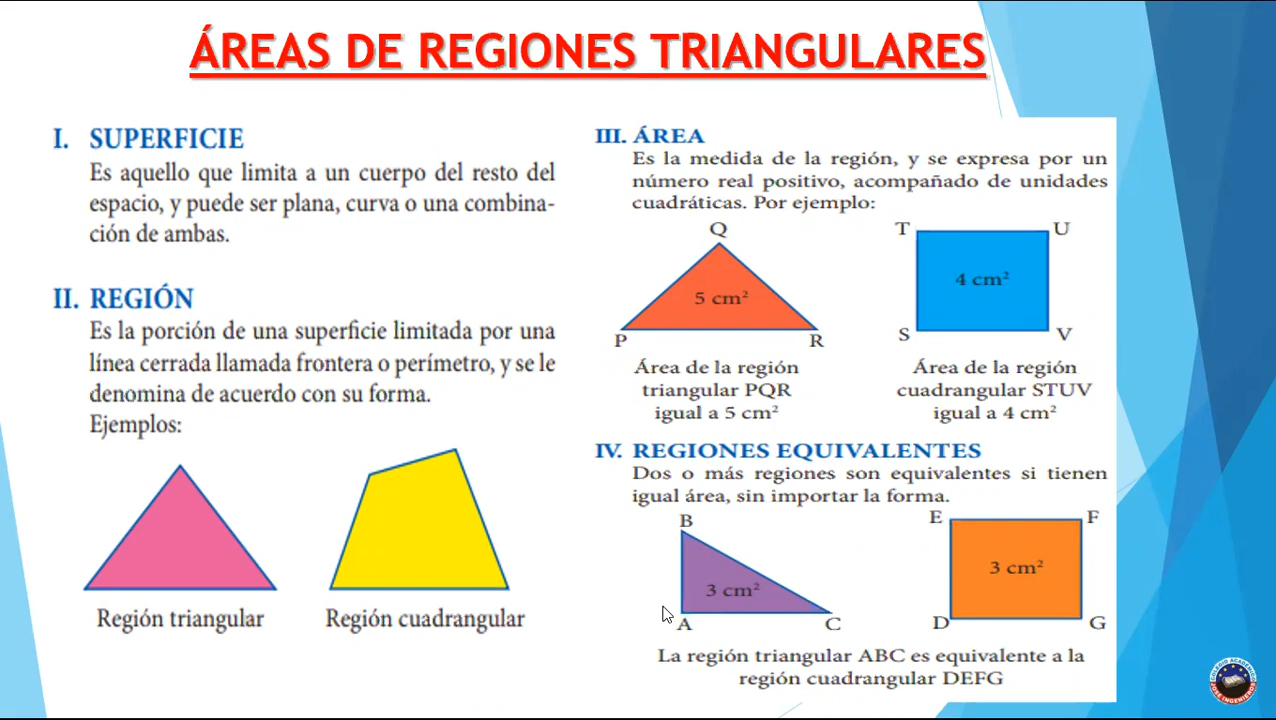 ÁREAS DE REGIONES TRIANGULARES
I. SUPERFICIE
Es aquello que limita a un cuerpo del resto del
espacio, y puede ser plana, curva o una combina-
ción de ambas.
II. REGIÓN
Es la porción de una superficie limitada por una
línea cerrada llamada frontera o perímetro, y se le
denomina de acuerdo con su forma.
Ejemplos:
Región triangular
Región cuadrangular
III. ÁREA
Es la medida de la región, y se expresa por un
número real positivo, acompañado de unidades
cuadráticas. Por ejemplo:
Q
5 cm²
P
R
T
U
4 cm²
S
V
Área de la región
triangular PQR
igual a 5 cm²
Área de la región
cuadrangular STUV
igual a 4 cm²
IV. REGIONES EQUIVALENTES
Dos o más regiones son equivalentes si tienen
igual área, sin importar la forma.
B
3 cm²
A
C
E
F
3 cm²
D
G
La región triangular ABC es equivalente a la
región cuadrangular DEFG
COLEGIO ACADEMICO
JOSE INGENIEROS